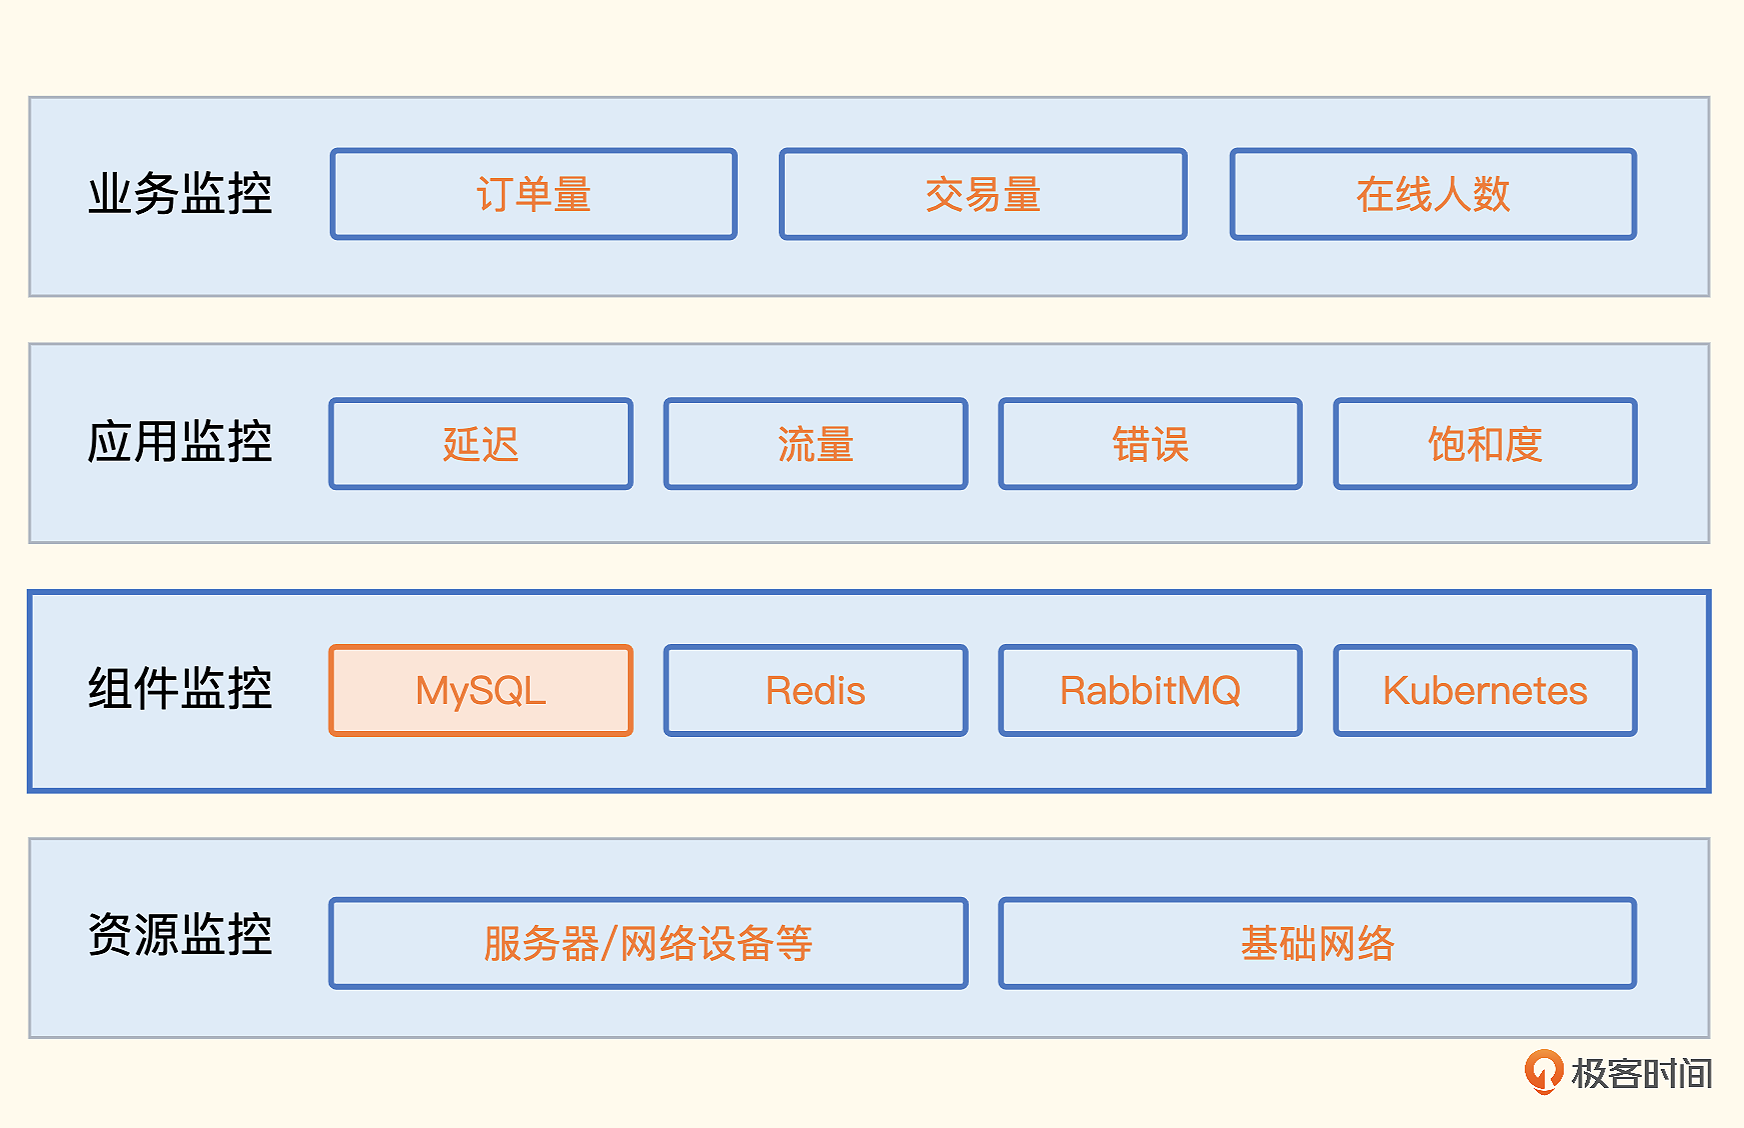 业务监控 订单量 交易量 在线人数
应用监控 延迟 流量 错误 饱和度
组件监控 MySQL Redis RabbitMQ Kubernetes
资源监控 服务器/网络设备等 基础网络
极客时间